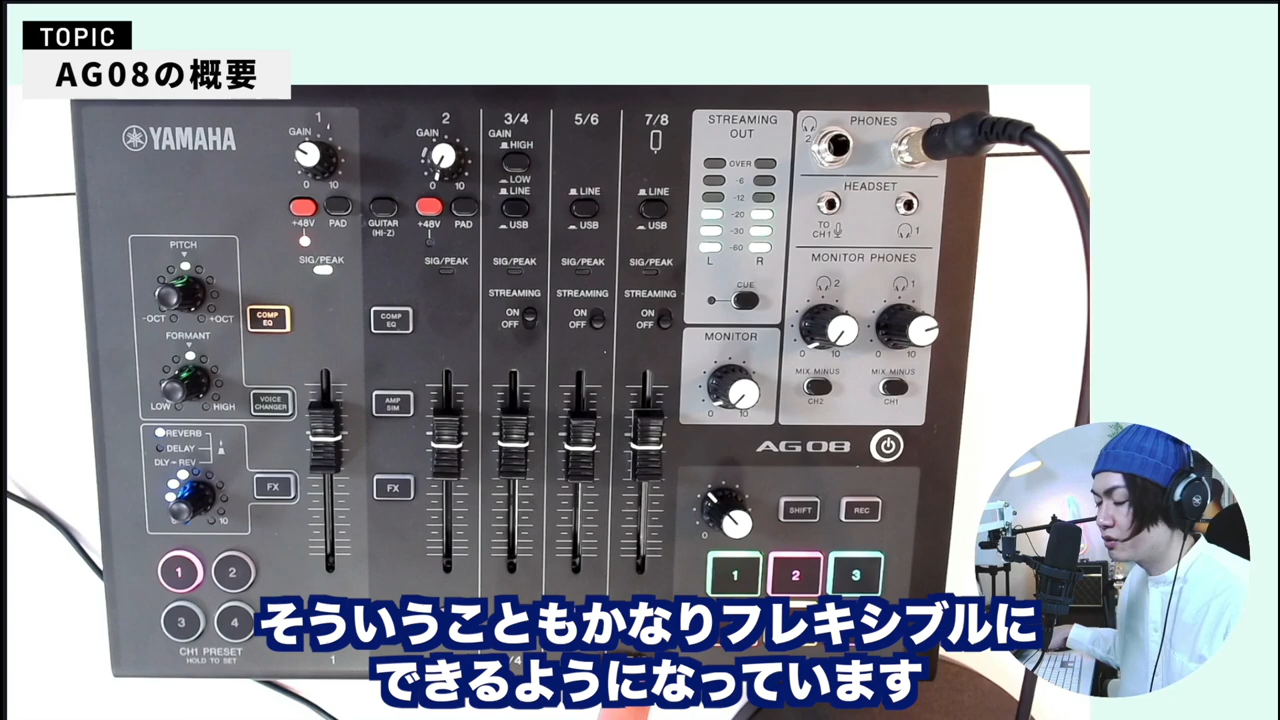 TOPIC
AG08の概要
YAMAHA
1
GAIN
0 10
+48V PAD
SIG/PEAK
2
GAIN
0 10
GUITAR
(HI-Z)
+48V PAD
SIG/PEAK
3/4
GAIN
HIGH
LOW
LINE
USB
SIG/PEAK
STREAMING
ON
OFF
5/6
LINE
USB
SIG/PEAK
STREAMING
ON
OFF
7/8
LINE
USB
SIG/PEAK
STREAMING
ON
OFF
STREAMING
OUT
OVER
-6
-12
-20
-30
-60
L R
CUE
PHONES
2
HEADSET
TO
CH1
1
MONITOR PHONES
2 1
0 10 0 10
MIX MINUS MIX MINUS
CH2 CH1
MONITOR
0 10
PITCH
-OCT +OCT
FORMANT
LOW HIGH
COMP
EQ
VOICE
CHANGER
REVERB
DELAY
DLY REV
10
FX
COMP
EQ
AMP
SIM
FX
AG08
0
SHIFT REC
1 2 3
1 2
3 4
CH1 PRESET
HOLD TO SET
1
/4
そういうこともかなりフレキシブルに
できるようになっています